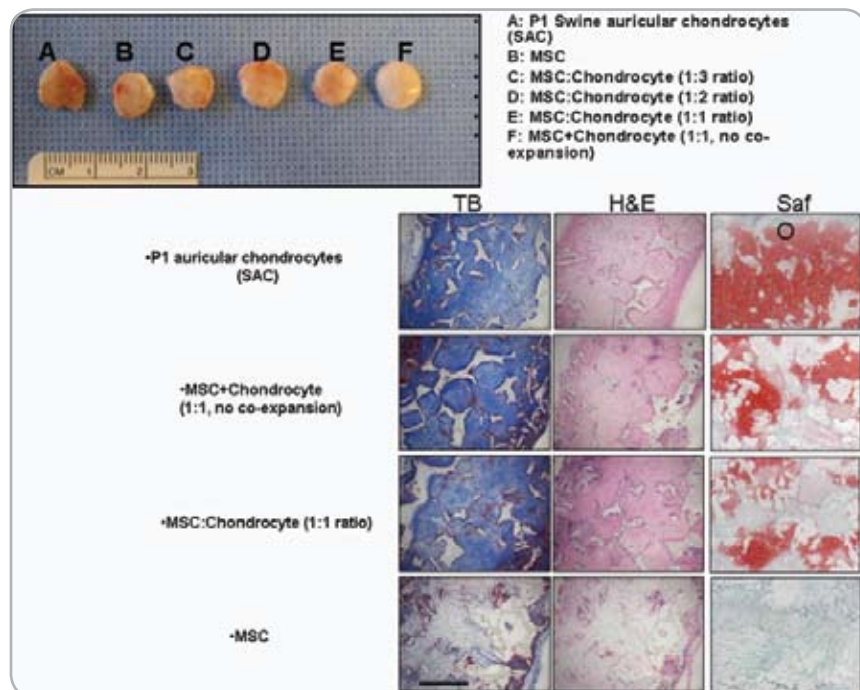 A B C D E F
CM 1 2 3
A: P1 Swine auricular chondrocytes
(SAC)
B: MSC
C: MSC:Chondrocyte (1:3 ratio)
D: MSC:Chondrocyte (1:2 ratio)
E: MSC:Chondrocyte (1:1 ratio)
F: MSC+Chondrocyte (1:1, no co-
expansion)
TB H&E Saf
O
•P1 auricular chondrocytes
(SAC)
•MSC+Chondrocyte
(1:1, no co-expansion)
•MSC:Chondrocyte (1:1 ratio)
•MSC